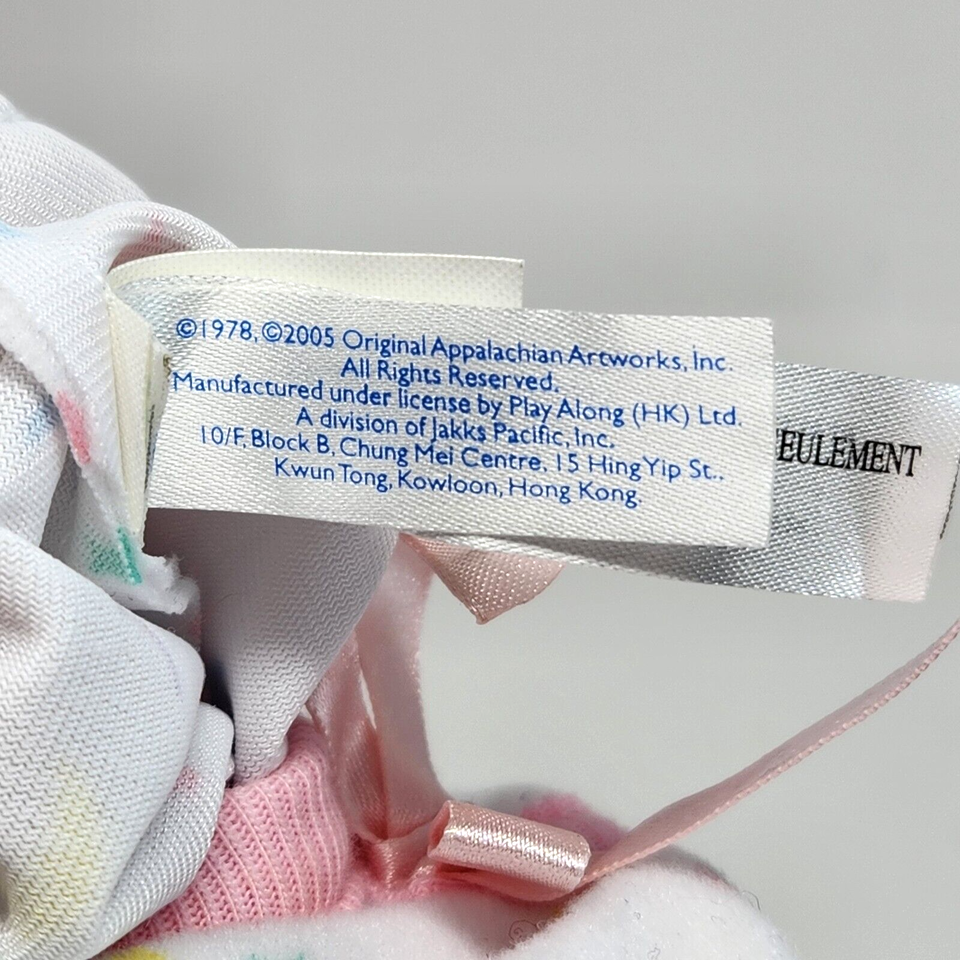 ©1978,©2005 Original Appalachian Artworks, Inc.
All Rights Reserved.
Manufactured under license by Play Along (HK) Ltd.
A division of Jakks Pacific, Inc.
10/F, Block B, Chung Mei Centre, 15 Hing Yip St.,
Kwun Tong, Kowloon, Hong Kong.
EULEMENT